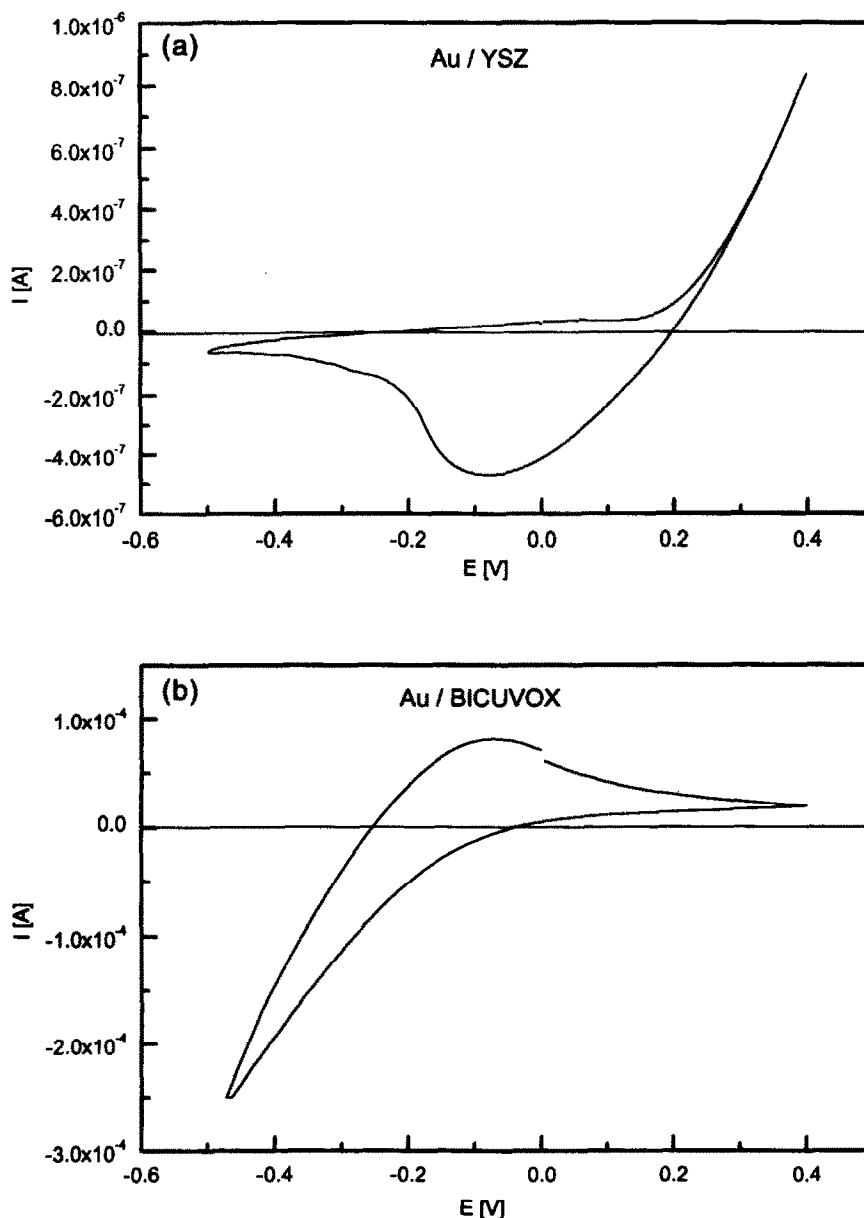 (a)
Au / YSZ
1.0x10⁻⁶
8.0x10⁻⁷
6.0x10⁻⁷
4.0x10⁻⁷
2.0x10⁻⁷
0.0
-2.0x10⁻⁷
-4.0x10⁻⁷
-6.0x10⁻⁷
I [A]
-0.6 -0.4 -0.2 0.0 0.2 0.4
E [V]
(b)
Au / BICUVOX
1.0x10⁻⁴
0.0
-1.0x10⁻⁴
-2.0x10⁻⁴
-3.0x10⁻⁴
I [A]
-0.6 -0.4 -0.2 0.0 0.2 0.4
E [V]